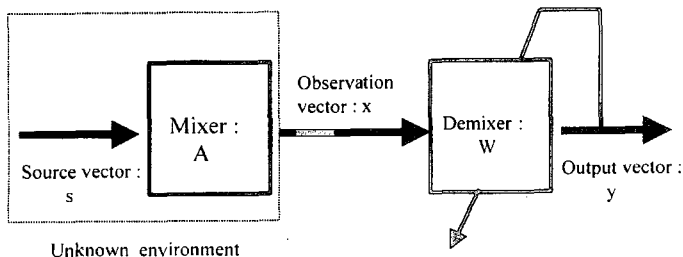 Source vector :
s
Mixer :
A
Observation
vector : x
Demixer :
W
Output vector :
y
Unknown environment